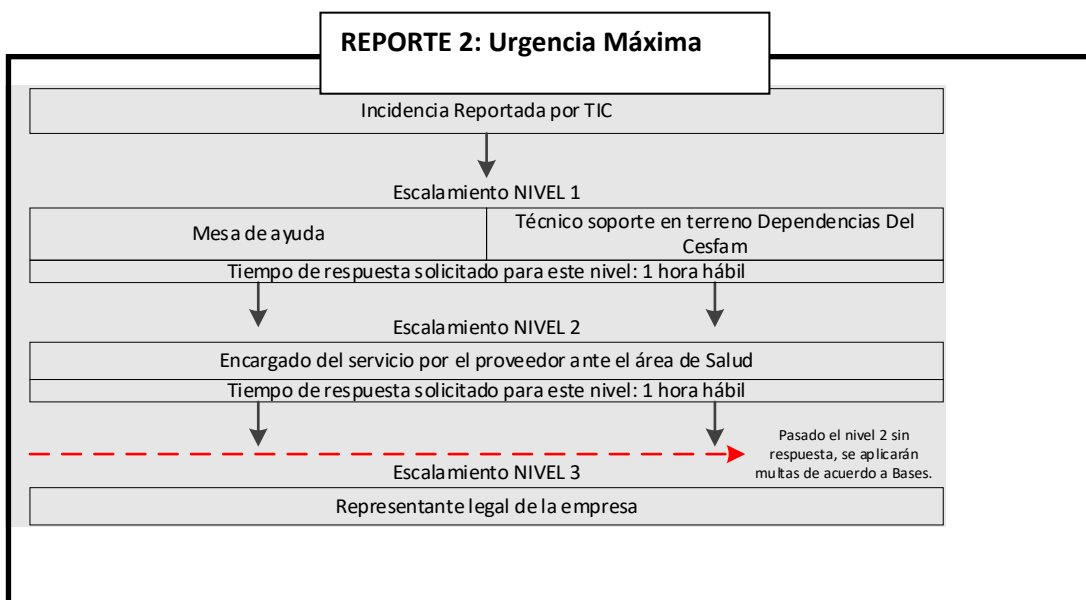 REPORTE 2: Urgencia Máxima
Incidencia Reportada por TIC
Escalamiento NIVEL 1
Mesa de ayuda
Técnico soporte en terreno Dependencias Del
Cesfam
Tiempo de respuesta solicitado para este nivel: 1 hora hábil
Escalamiento NIVEL 2
Encargado del servicio por el proveedor ante el área de Salud
Tiempo de respuesta solicitado para este nivel: 1 hora hábil
Pasado el nivel 2 sin
respuesta, se aplicarán
multas de acuerdo a Bases.
Escalamiento NIVEL 3
Representante legal de la empresa